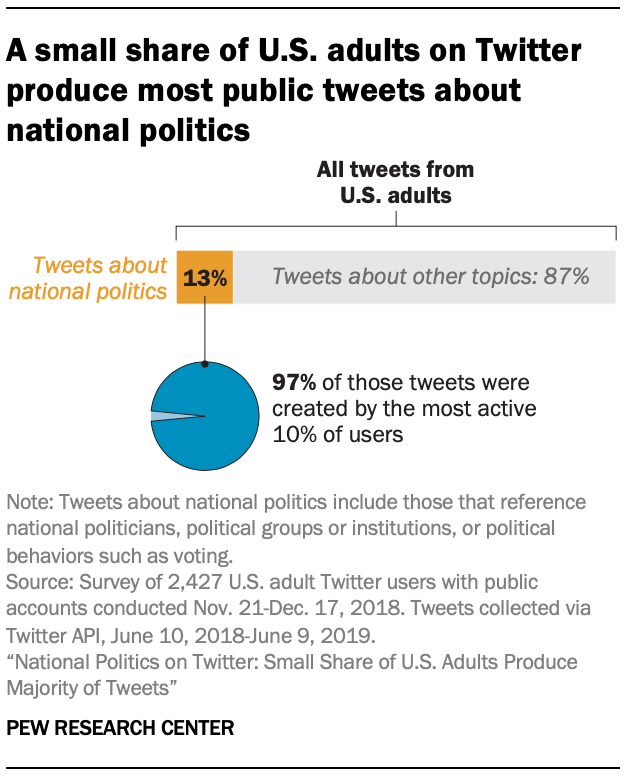 A small share of U.S. adults on Twitter
produce most public tweets about
national politics
All tweets from
U.S. adults
Tweets about
national politics
13%
Tweets about other topics: 87%
97% of those tweets were
created by the most active
10% of users
Note: Tweets about national politics include those that reference
national politicians, political groups or institutions, or political
behaviors such as voting.
Source: Survey of 2,427 U.S. adult Twitter users with public
accounts conducted Nov. 21-Dec. 17, 2018. Tweets collected via
Twitter API, June 10, 2018-June 9, 2019.
“National Politics on Twitter: Small Share of U.S. Adults Produce
Majority of Tweets”
PEW RESEARCH CENTER